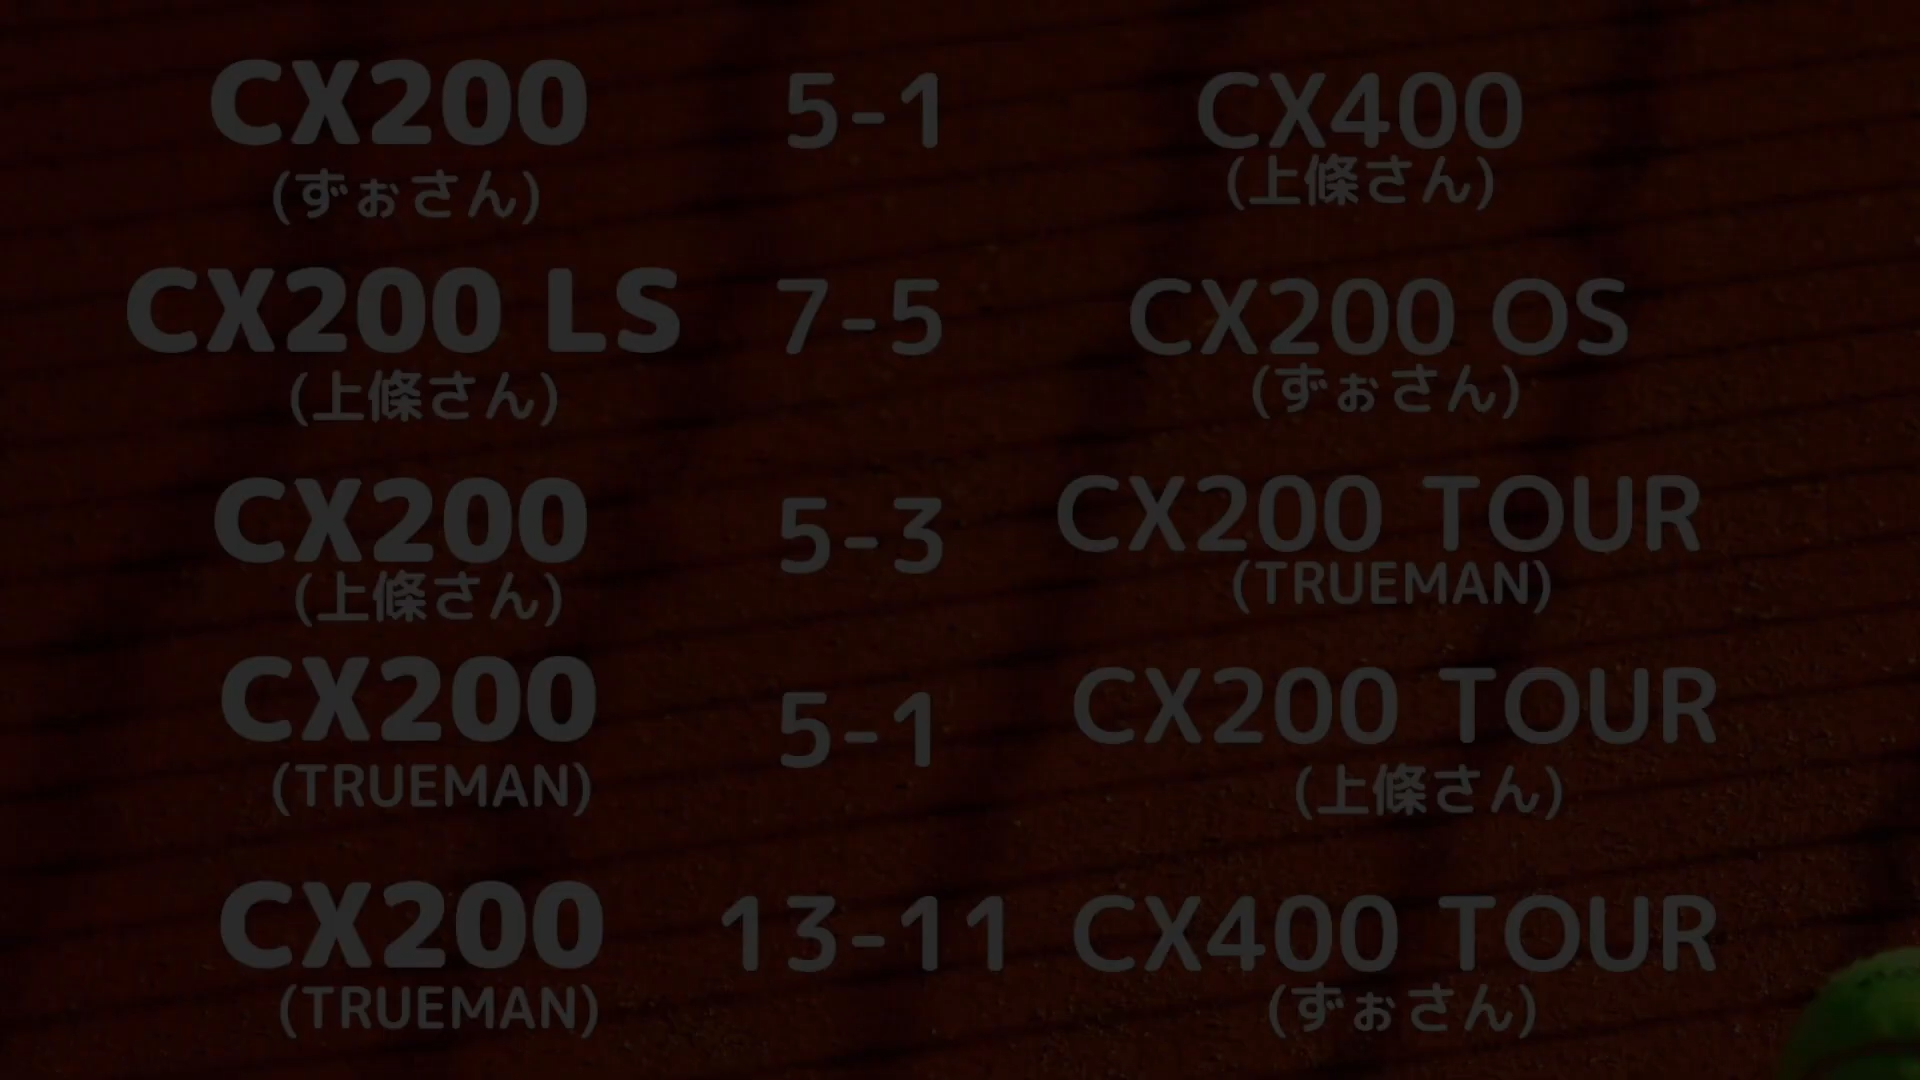 CX200 5-1 CX400
(ずぉさん) (上條さん)
CX200 LS 7-5 CX200 OS
(上條さん) (ずぉさん)
CX200 5-3 CX200 TOUR
(上條さん) (TRUEMAN)
CX200 5-1 CX200 TOUR
(TRUEMAN) (上條さん)
CX200 13-11 CX400 TOUR
(TRUEMAN) (ずぉさん)